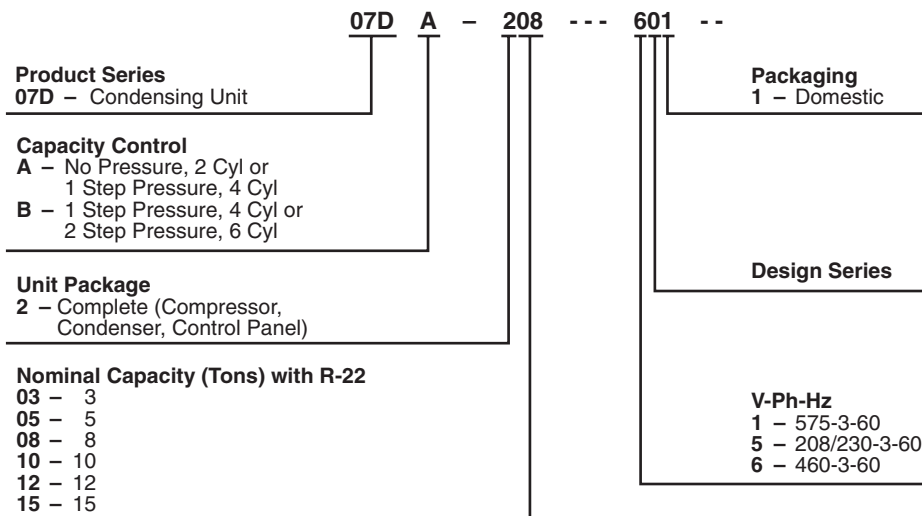 07D A – 208 - - - 601 - -
Product Series
07D – Condensing Unit
Capacity Control
A – No Pressure, 2 Cyl or
1 Step Pressure, 4 Cyl
B – 1 Step Pressure, 4 Cyl or
2 Step Pressure, 6 Cyl
Unit Package
2 – Complete (Compressor,
Condenser, Control Panel)
Nominal Capacity (Tons) with R-22
03 – 3
05 – 5
08 – 8
10 – 10
12 – 12
15 – 15
Packaging
1 – Domestic
Design Series
V-Ph-Hz
1 – 575-3-60
5 – 208/230-3-60
6 – 460-3-60